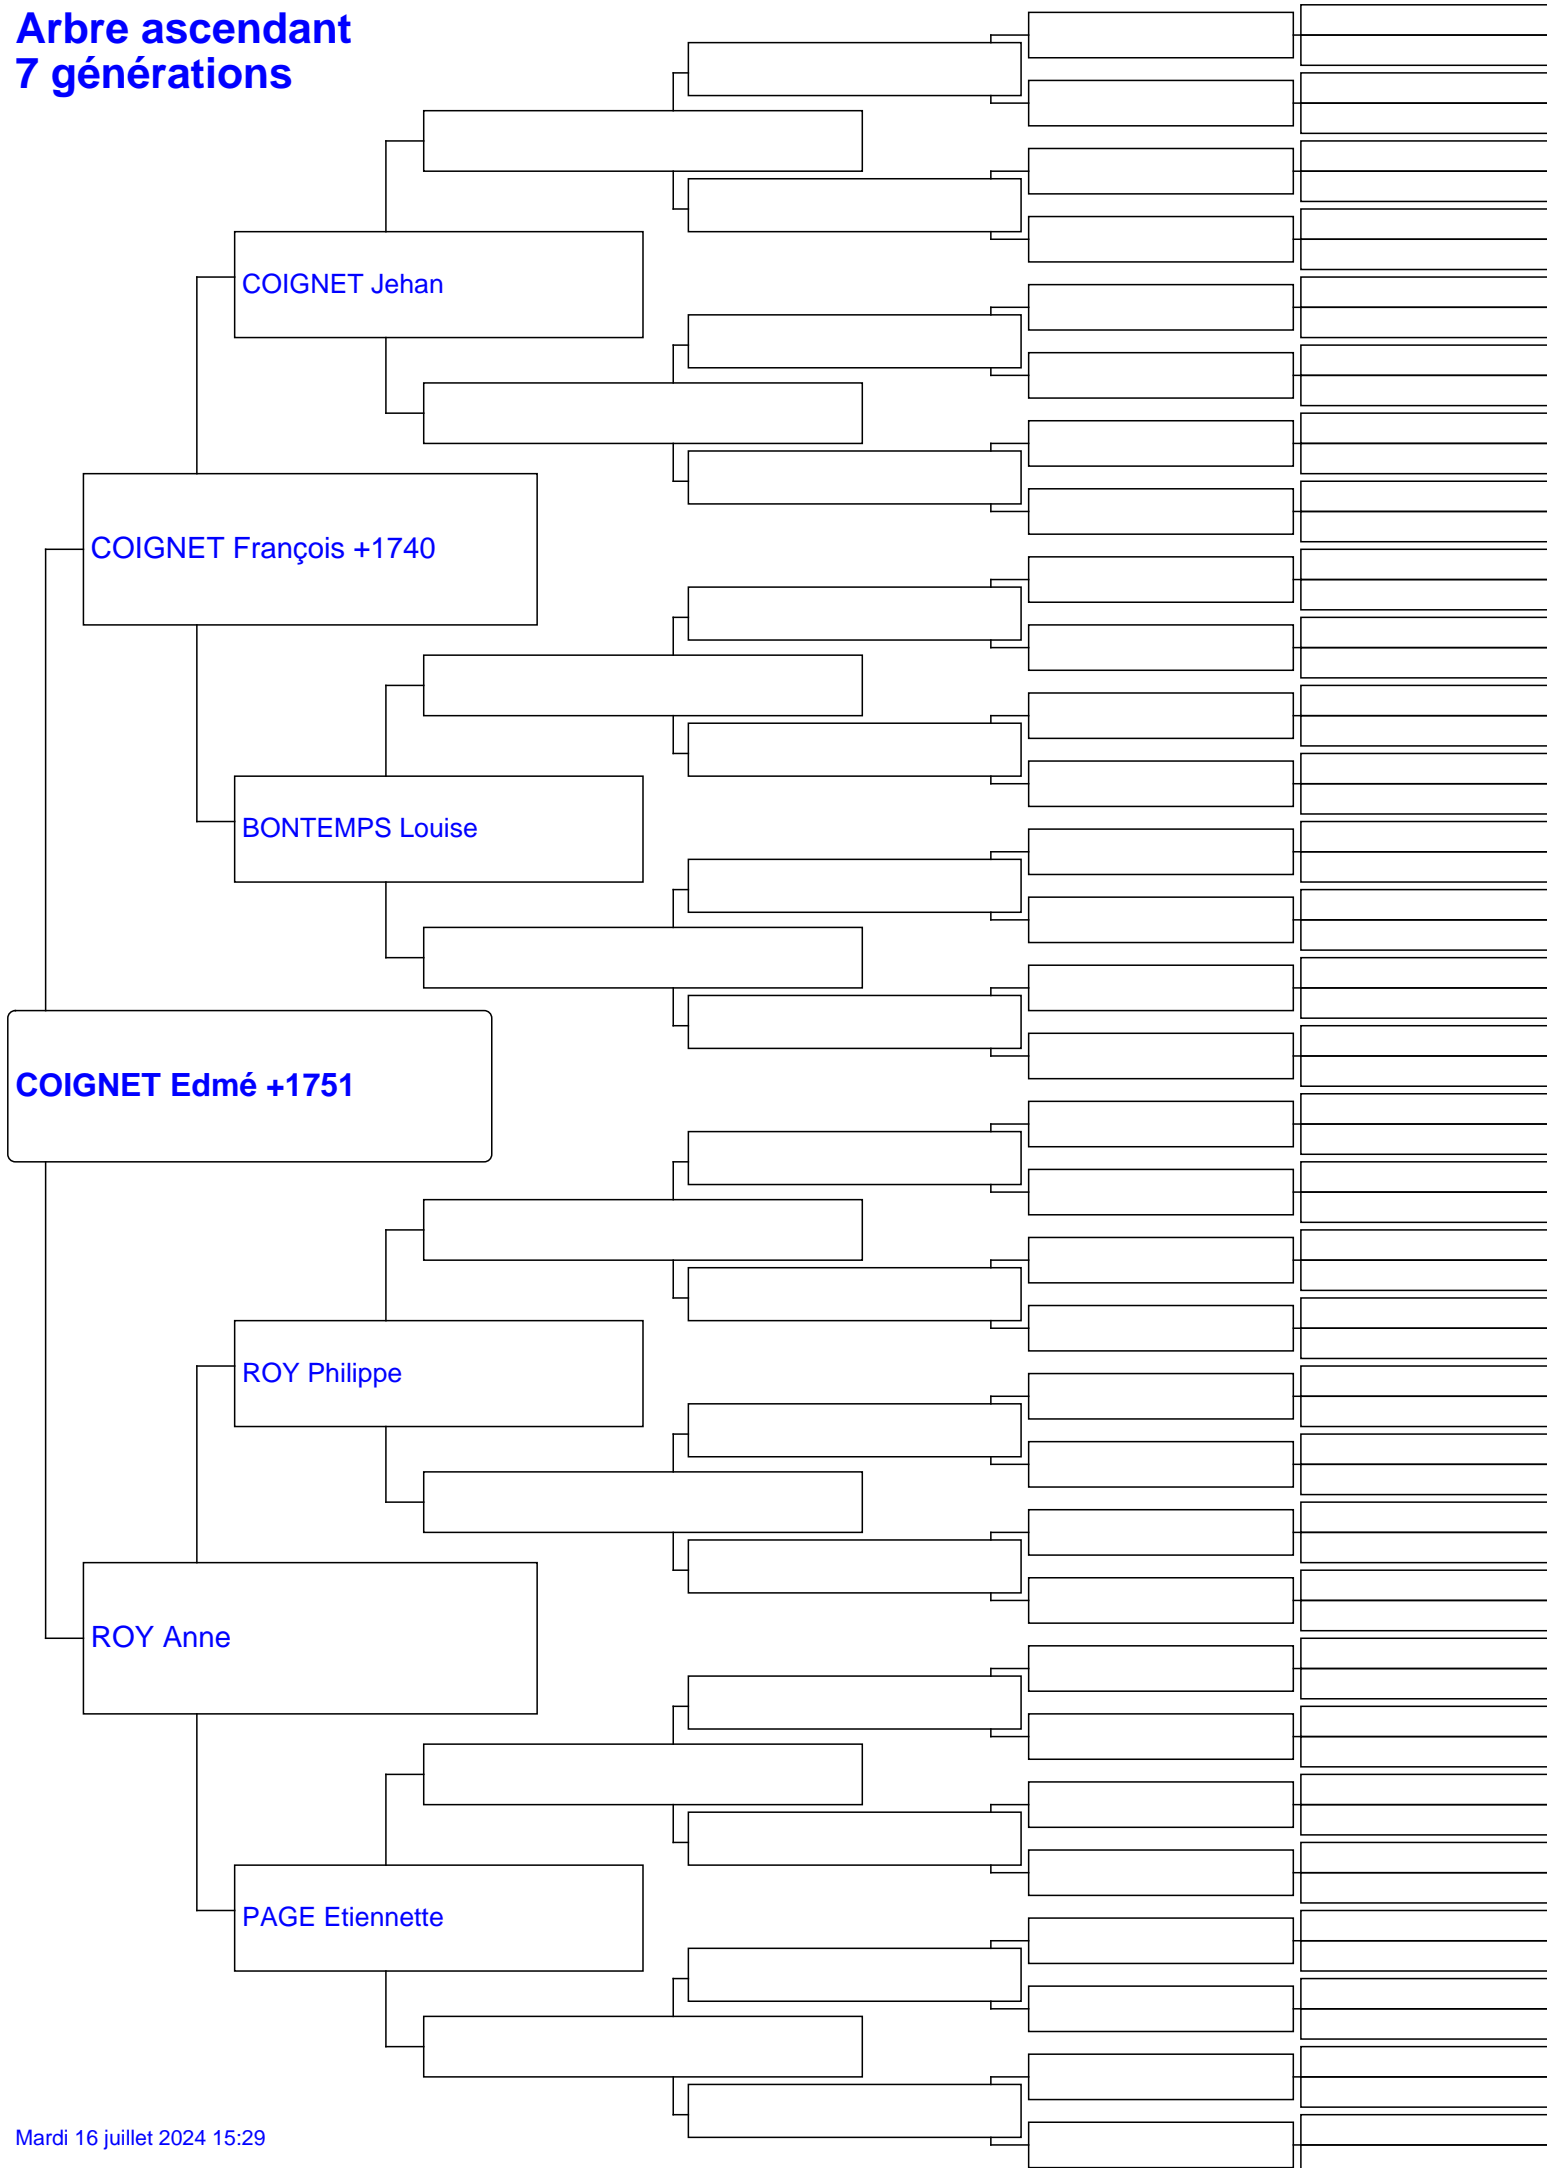 Arbre ascendant
7 générations
COIGNET Jehan
COIGNET François +1740
BONTEMPS Louise
COIGNET Edmé +1751
ROY Philippe
ROY Anne
PAGE Etiennette
Mardi 16 juillet 2024 15:29